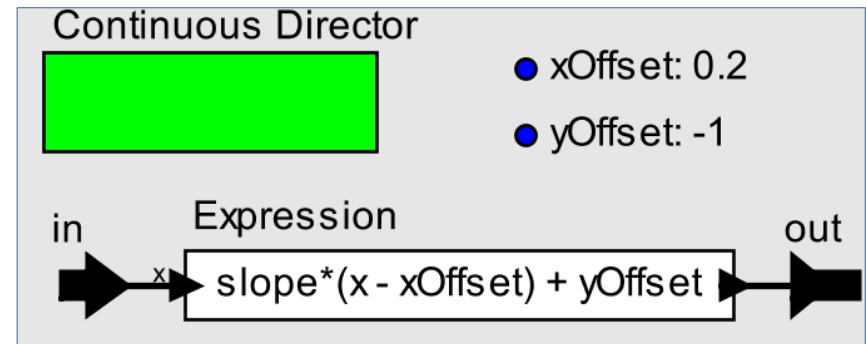 Continuous Director
xOffset: 0.2
yOffset: -1
in
Expression
out
x
slope*(x - xOffset) + yOffset